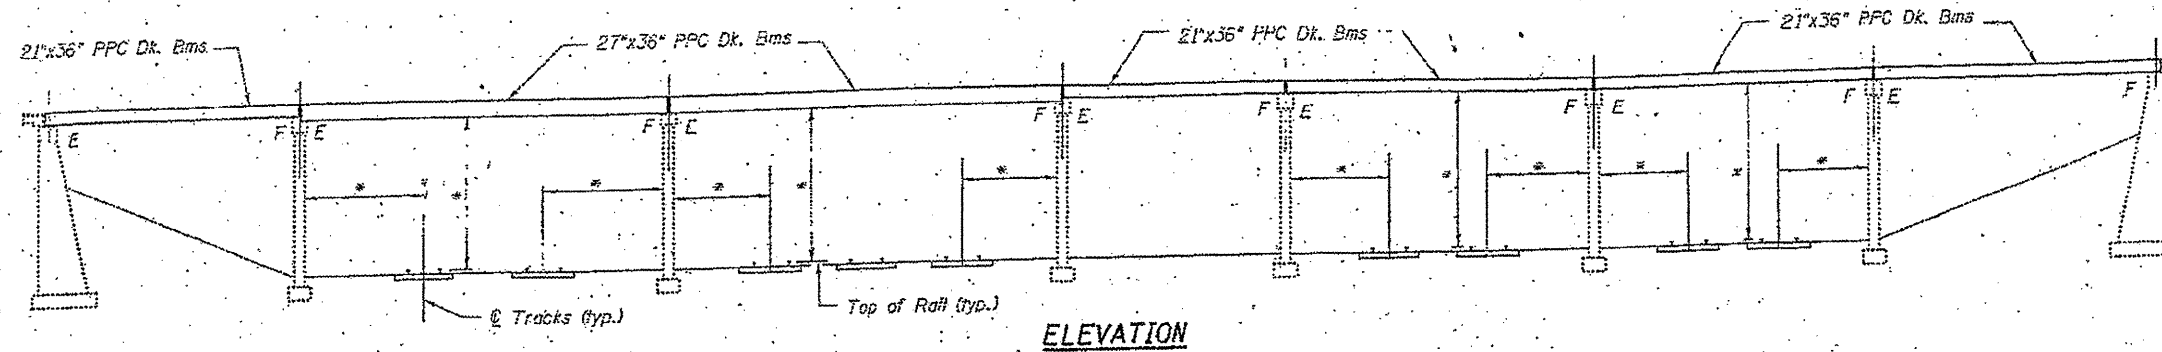 21"x36" PPC Dk. Bms.
27"x36" PPC Dk. Bms
21"x36" PPC Dk. Bms
21"x36" PPC Dk. Bms
E
F E
F E
F E
F E
F E
F E
F
* * * * * * * * * * * *
℄ Tracks (typ.)
Top of Rail (typ.)
ELEVATION